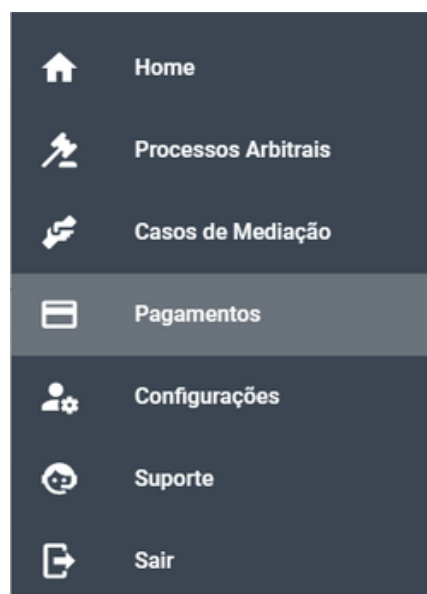 Home
Processos Arbitrais
Casos de Mediação
Pagamentos
Configurações
Suporte
Sair